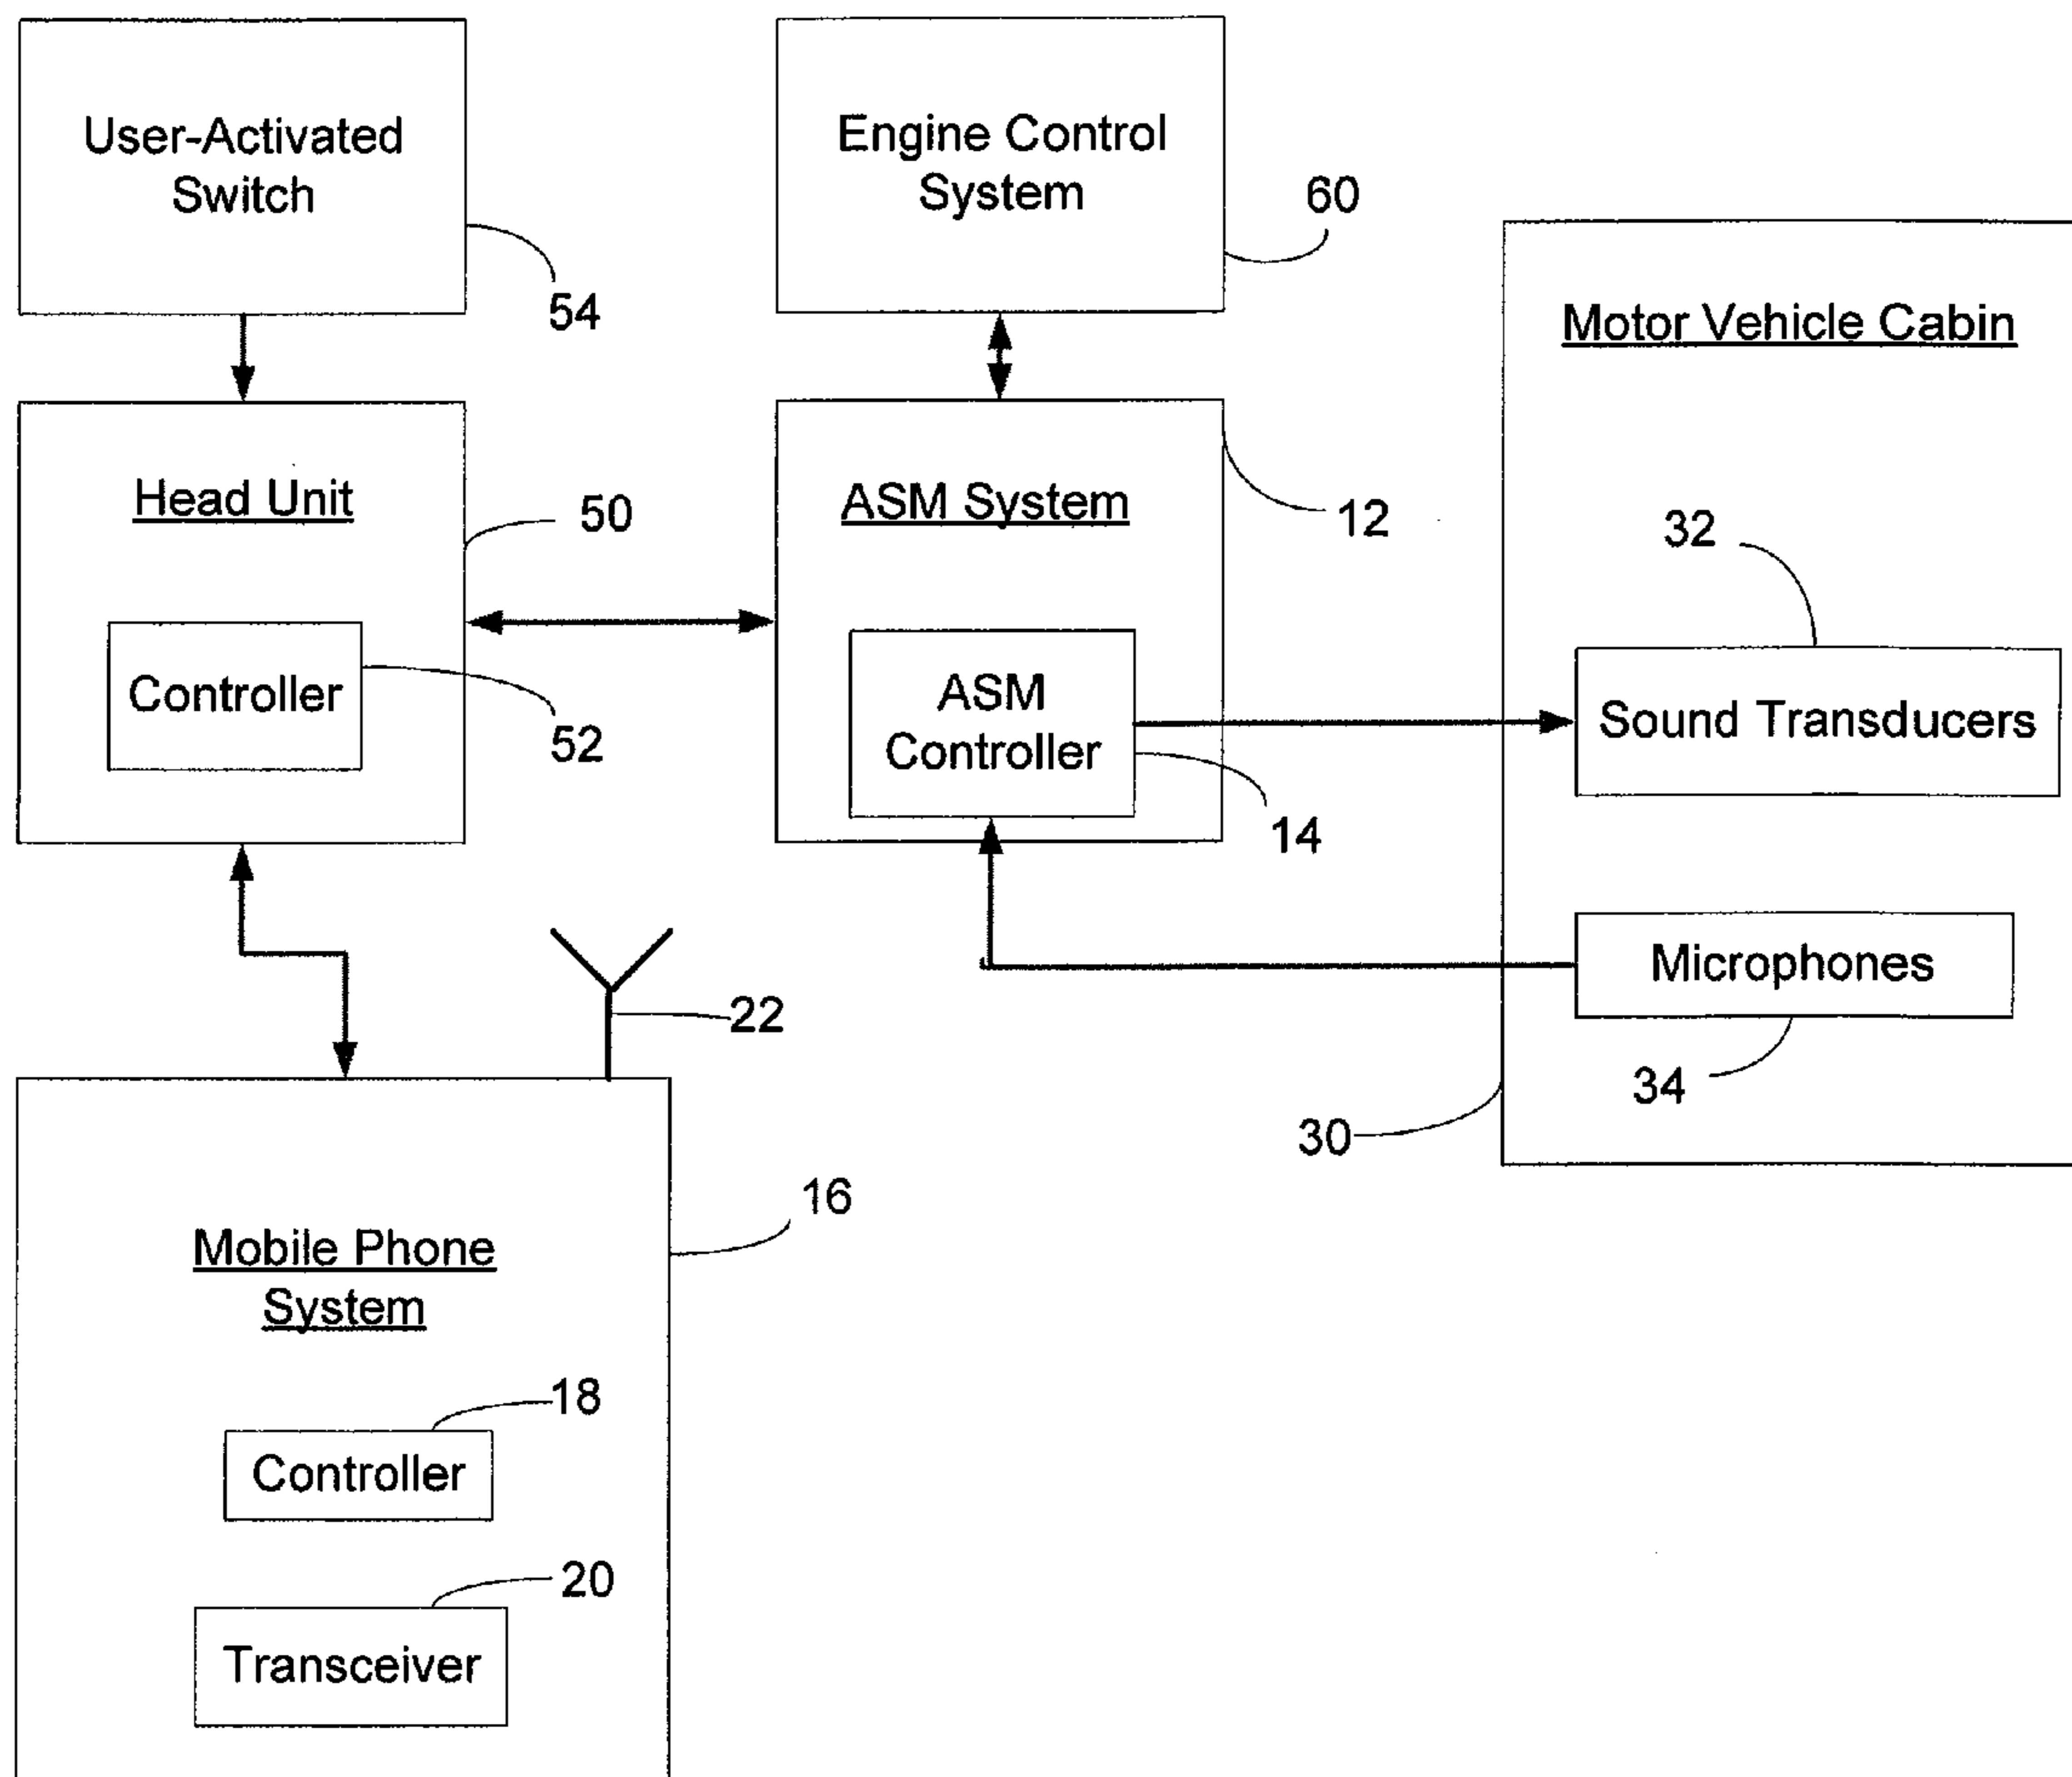 User-Activated
Switch
54
Engine Control
System
60
Motor Vehicle Cabin
Head Unit
50
Controller
52
ASM System
12
ASM
Controller
14
32
Sound Transducers
Microphones
34
30
22
16
Mobile Phone
System
18
Controller
20
Transceiver